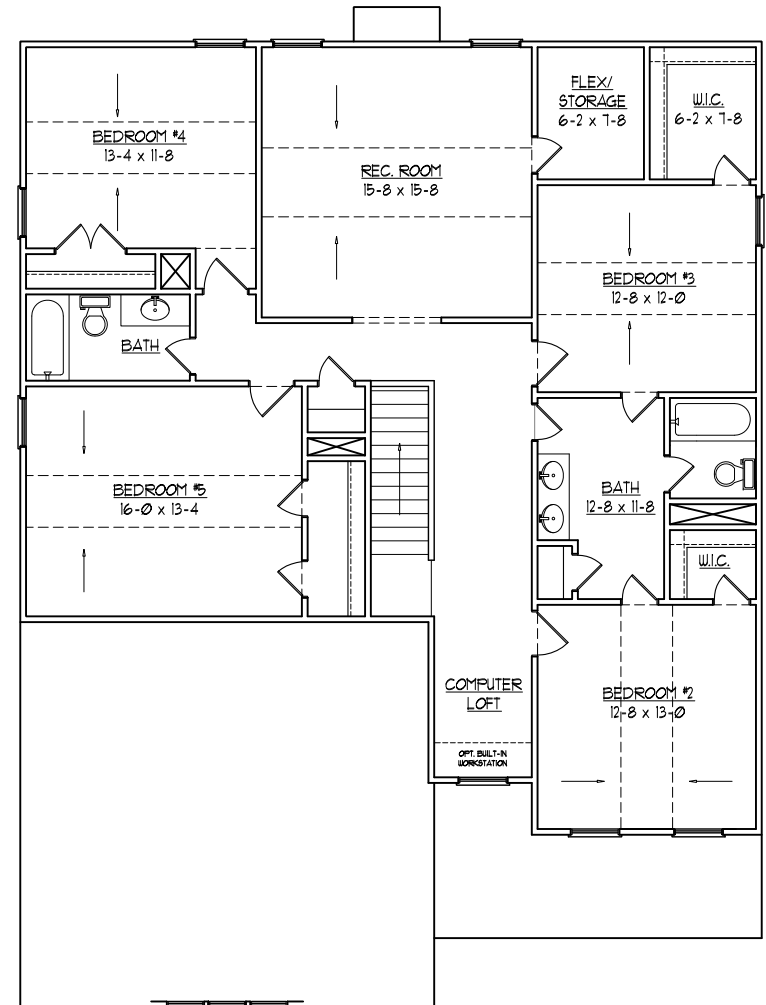 FLEX/
STORAGE
6-2 x 7-8
W.I.C.
6-2 x 7-8
BEDROOM #4
13-4 x 11-8
REC. ROOM
15-8 x 15-8
BEDROOM #3
12-8 x 12-0
BATH
BEDROOM #5
16-0 x 13-4
BATH
12-8 x 11-8
W.I.C.
COMPUTER
LOFT
BEDROOM #2
12-8 x 13-0
OPT. BUILT-IN
WORKSTATION